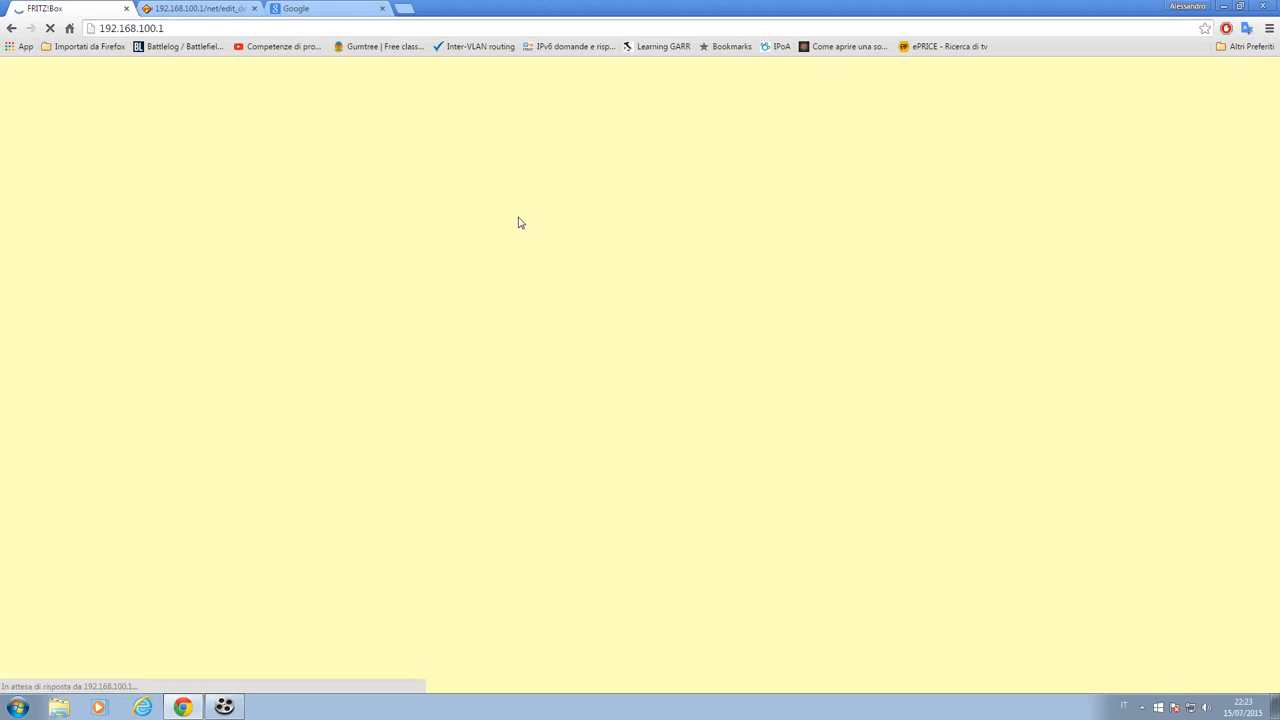 FRITZ!Box
192.168.100.1/net/edit_de
Google
Alessandro
192.168.100.1
App
Importati da Firefox
BL Battlelog / Battlefiel...
Competenze di pro...
Gumtree | Free class...
Inter-VLAN routing
IPv6 domande e risp...
Learning GARR
Bookmarks
IPoA
Come aprire una so...
ePRICE - Ricerca di tv
Altri Preferiti
In attesa di risposta da 192.168.100.1...
IT
22:23
15/07/2015